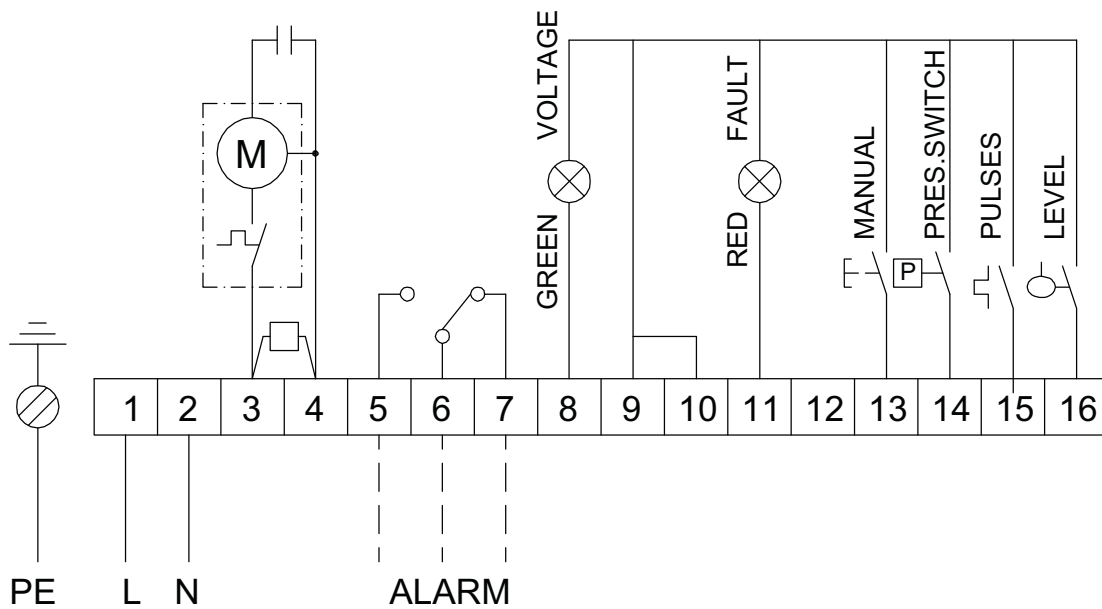 VOLTAGE
GREEN
FAULT
RED
MANUAL
PRES.SWITCH
PULSES
LEVEL
M
P
1 2 3 4 5 6 7 8 9 10 11 12 13 14 15 16
PE L N ALARM